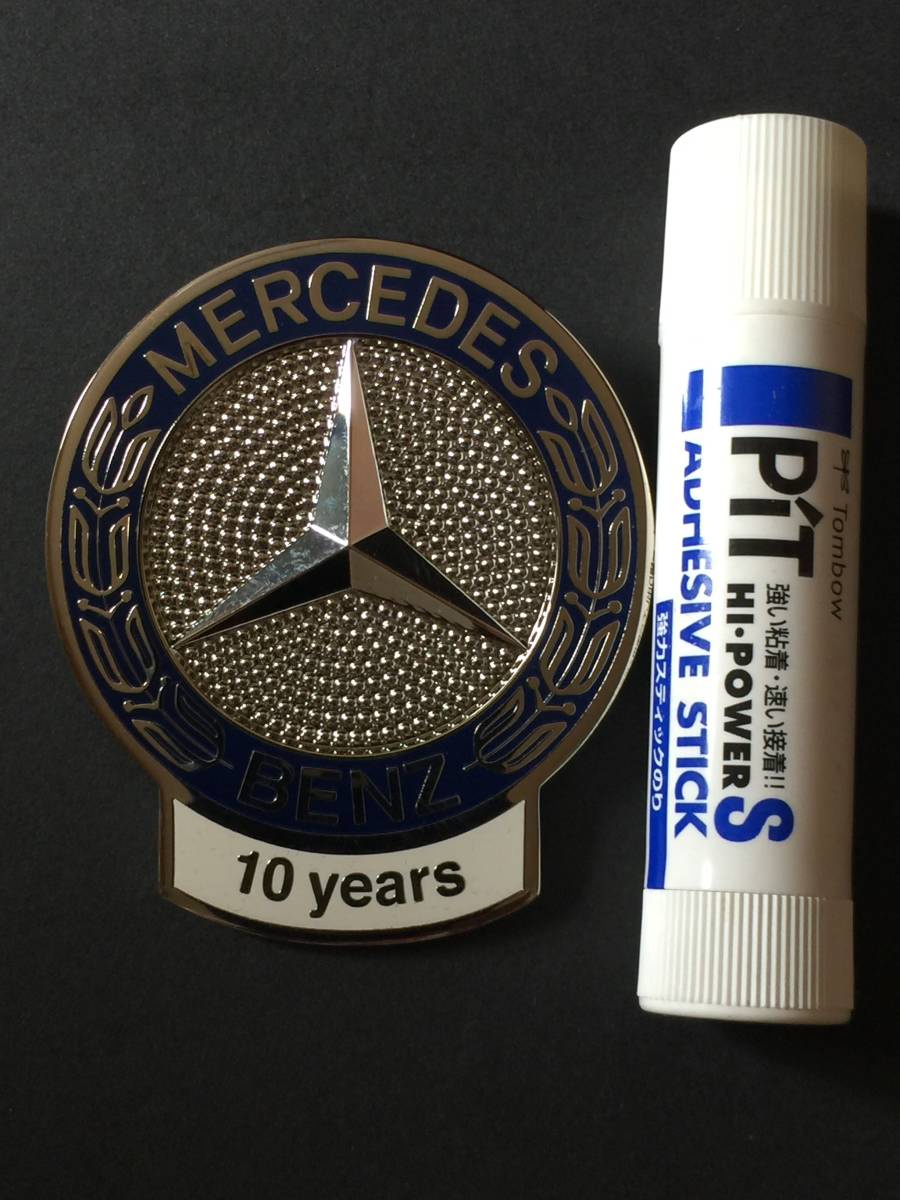 MERCEDES
BENZ
10 years
Tombow
PiT
強い粘着・速い接着!!
HI・POWER S
ADHESIVE STICK
強力スティックのり